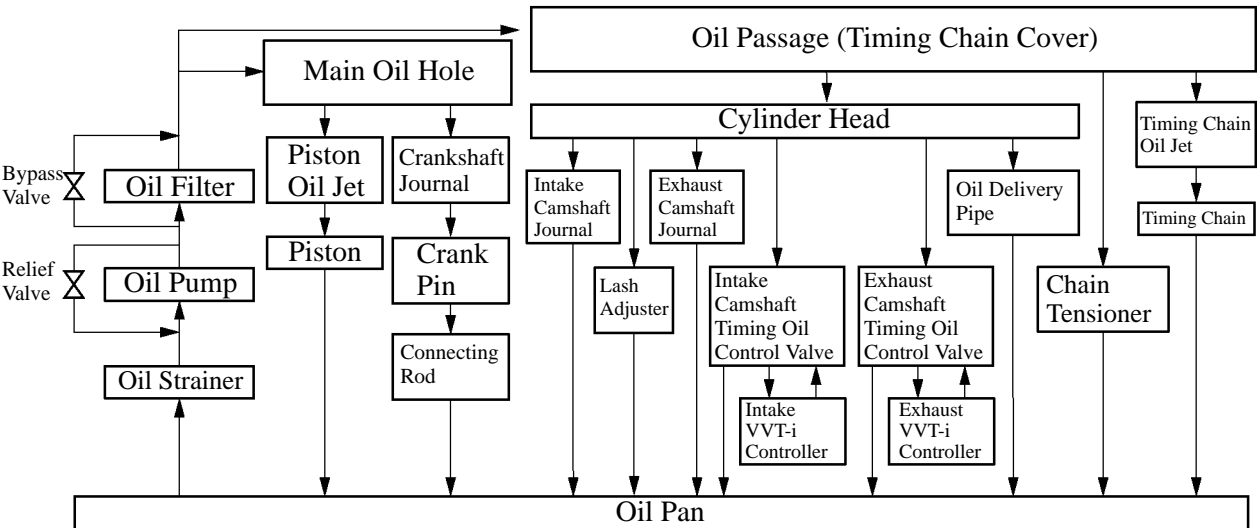 Oil Passage (Timing Chain Cover)
Main Oil Hole
Cylinder Head
Timing Chain
Oil Jet
Piston
Oil Jet
Crankshaft
Journal
Bypass
Valve
Oil Filter
Intake
Camshaft
Journal
Exhaust
Camshaft
Journal
Oil Delivery
Pipe
Timing Chain
Piston
Crank
Pin
Relief
Valve
Oil Pump
Lash
Adjuster
Intake
Camshaft
Timing Oil
Control Valve
Exhaust
Camshaft
Timing Oil
Control Valve
Chain
Tensioner
Connecting
Rod
Oil Strainer
Intake
VVT-i
Controller
Exhaust
VVT-i
Controller
Oil Pan